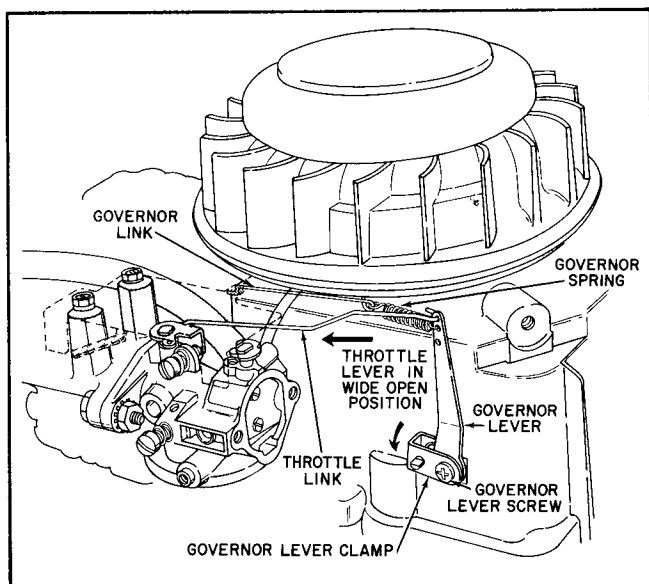 GOVERNOR
LINK
GOVERNOR
SPRING
THROTTLE
LEVER IN
WIDE OPEN
POSITION
GOVERNOR
LEVER
THROTTLE
LINK
GOVERNOR
LEVER SCREW
GOVERNOR LEVER CLAMP